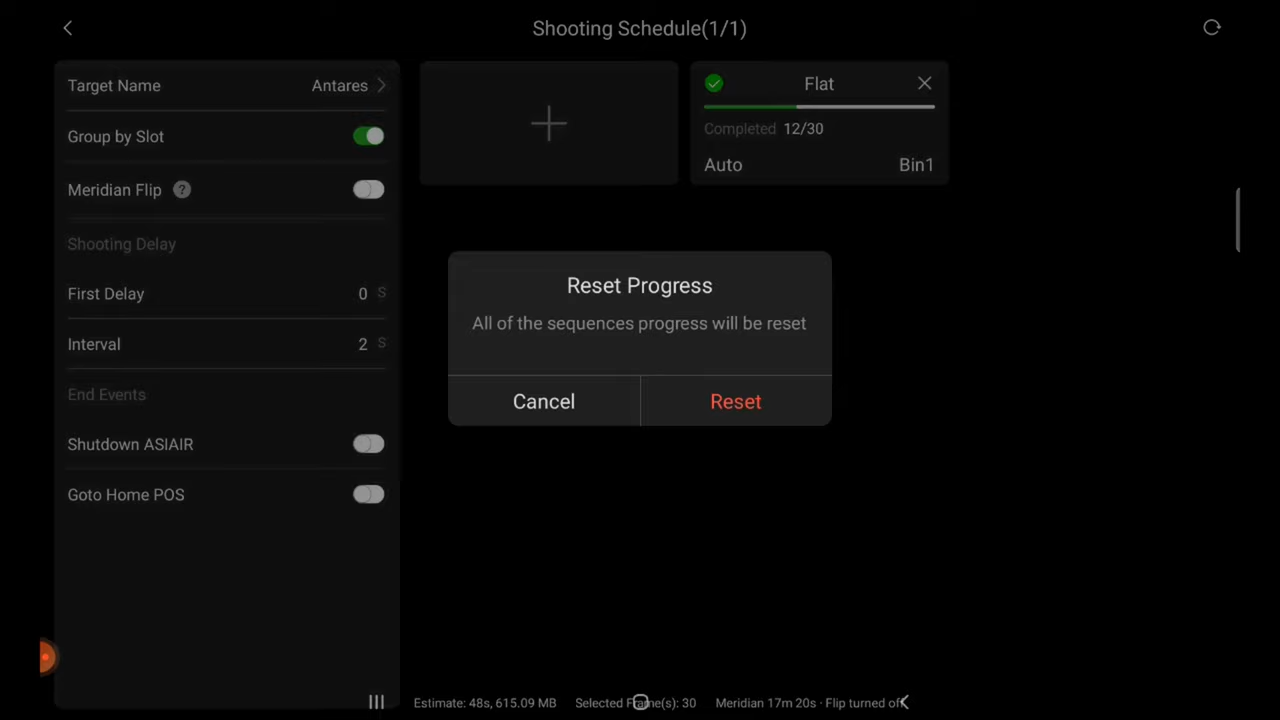 Shooting Schedule(1/1)
Target Name Antares
Group by Slot
Meridian Flip ?
Shooting Delay
First Delay 0 S
Interval 2 S
End Events
Shutdown ASIAIR
Goto Home POS
Flat
Completed 12/30
Auto Bin1
Reset Progress
All of the sequences progress will be reset
Cancel Reset
Estimate: 48s, 615.09 MB Selected Frame(s): 30 Meridian 17m 20s · Flip turned off